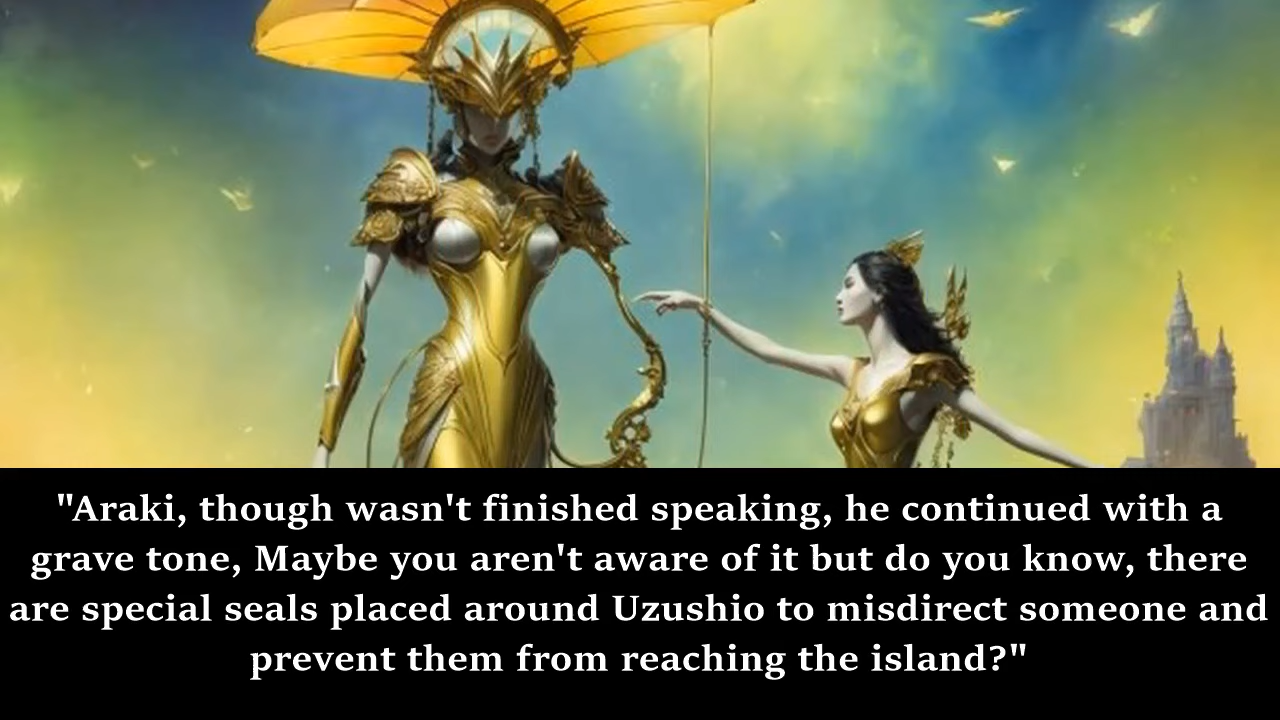 "Araki, though wasn't finished speaking, he continued with a
grave tone, Maybe you aren't aware of it but do you know, there
are special seals placed around Uzushio to misdirect someone and
prevent them from reaching the island?"